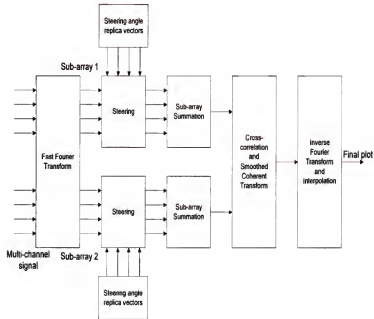 Steering angle
replica vectors
Sub-array 1
Steering
Sub-array
Summation
Fast Fourier
Transform
Cross-
correlation
and
Smoothed
Coherent
Transform
Inverse
Fourier
Transform
and
interpolation
Final plot
Steering
Sub-array
Summation
Multi-channel
signal
Sub-array 2
Steering angle
replica vectors